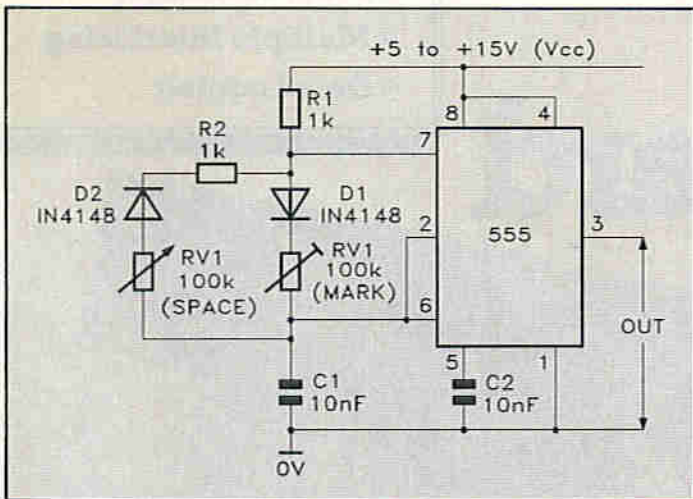 +5 to +15V (Vcc)
R1
1k
8
4
R2
1k
7
D2
IN4148
D1
IN4148
2
3
555
RV1
100k
(SPACE)
RV1
100k
(MARK)
6
OUT
5
1
C1
10nF
C2
10nF
0V